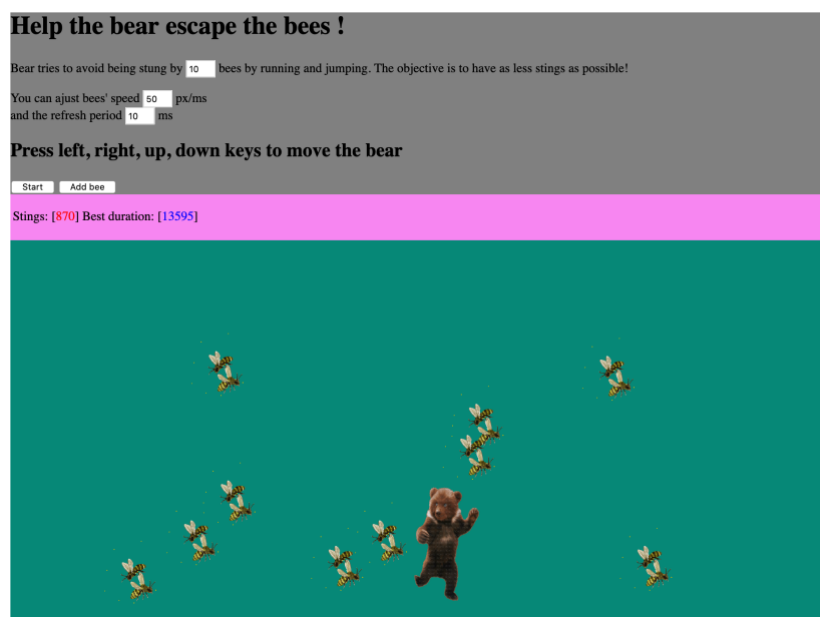 Help the bear escape the bees !
Bear tries to avoid being stung by 10 bees by running and jumping. The objective is to have as less stings as possible!
You can ajust bees' speed 50 px/ms
and the refresh period 10 ms
Press left, right, up, down keys to move the bear
Start Add bee
Stings: [870] Best duration: [13595]